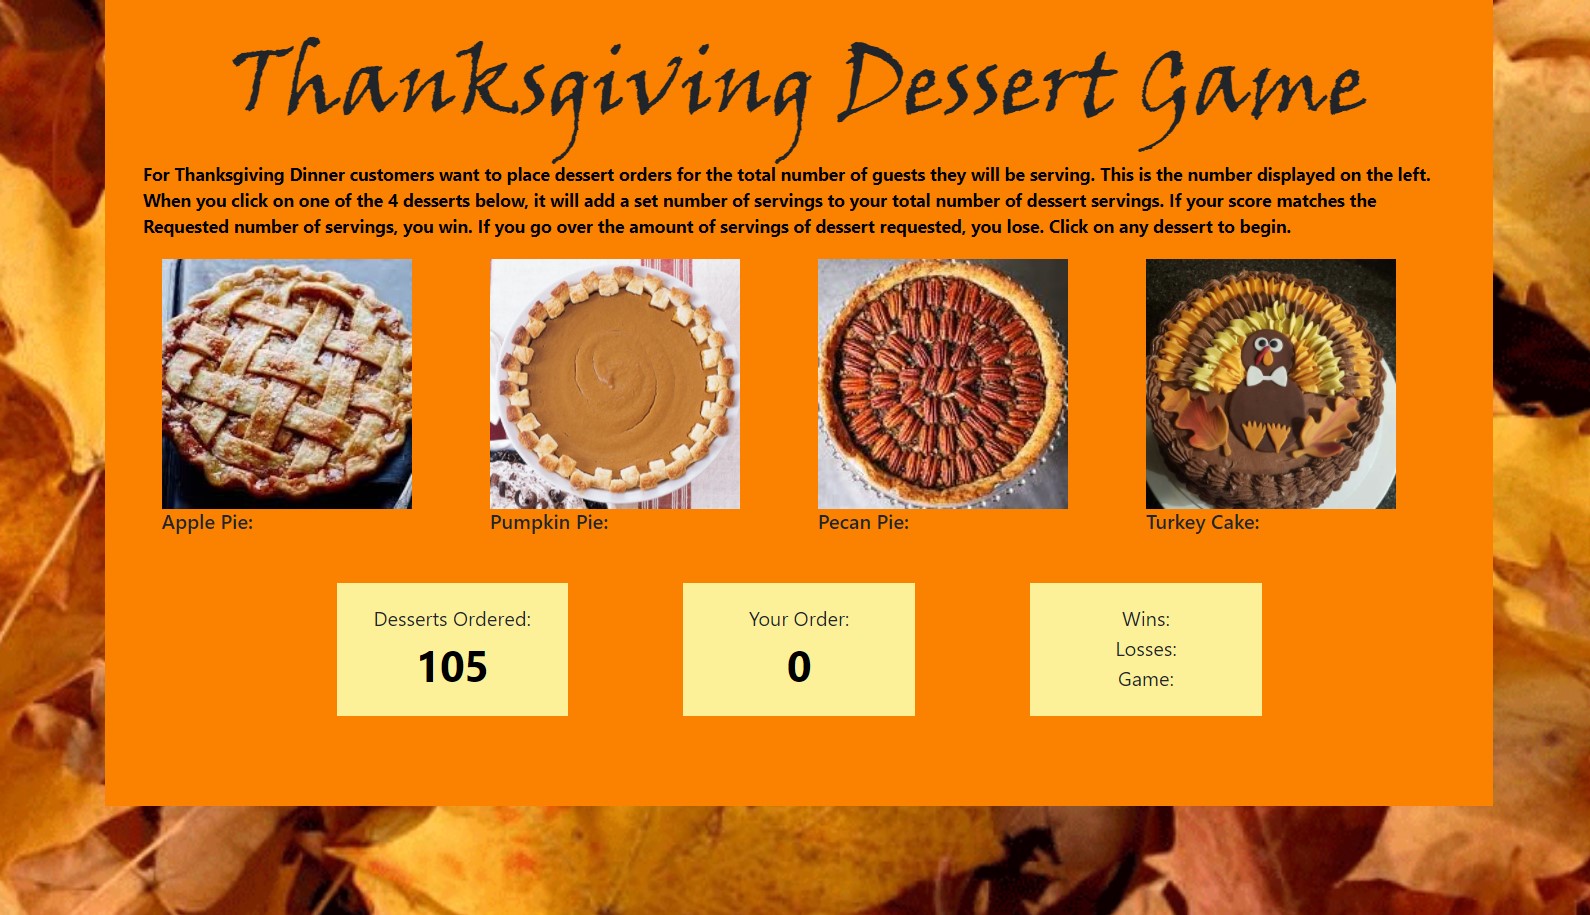 Thanksgiving Dessert Game
For Thanksgiving Dinner customers want to place dessert orders for the total number of guests they will be serving. This is the number displayed on the left.
When you click on one of the 4 desserts below, it will add a set number of servings to your total number of dessert servings. If your score matches the
Requested number of servings, you win. If you go over the amount of servings of dessert requested, you lose. Click on any dessert to begin.
Apple Pie:
Pumpkin Pie:
Pecan Pie:
Turkey Cake:
Desserts Ordered:
105
Your Order:
0
Wins:
Losses:
Game: